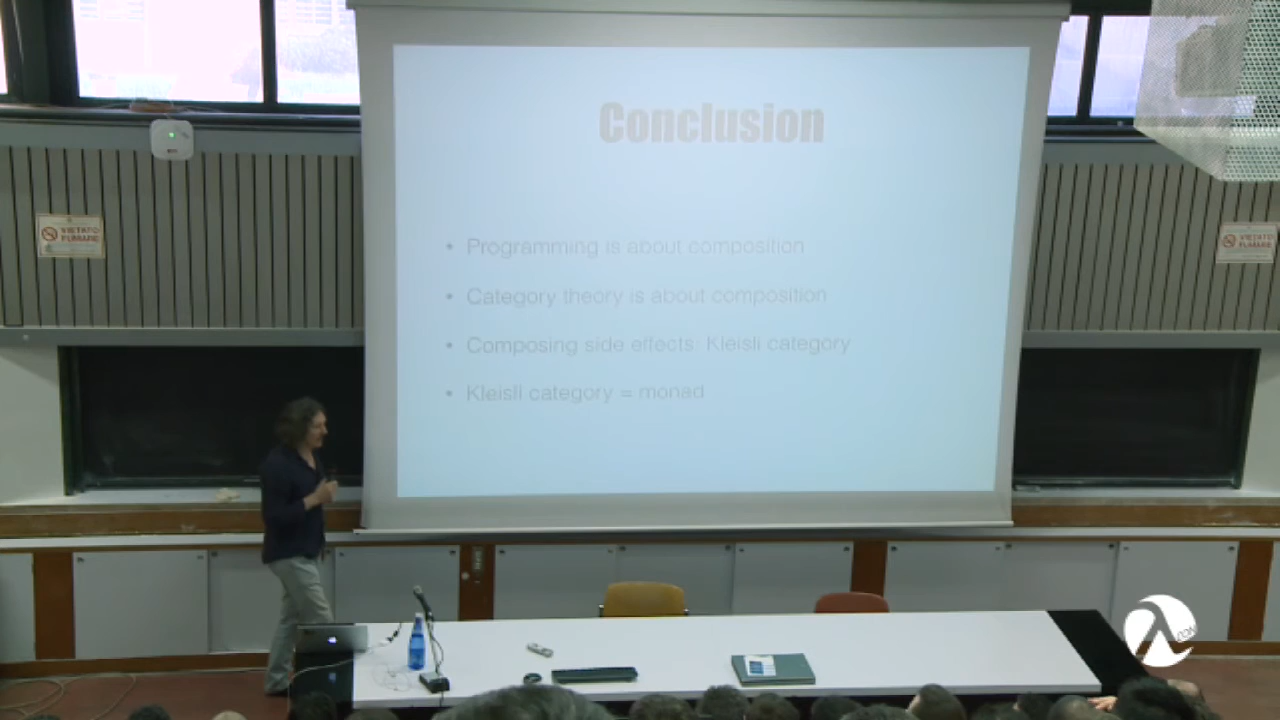 Conclusion
• Programming is about composition
• Category theory is about composition
• Composing side effects: Kleisli category
• Kleisli category = monad
VIETATO
FUMARE
VIETATO
FUMARE
λ
.COM